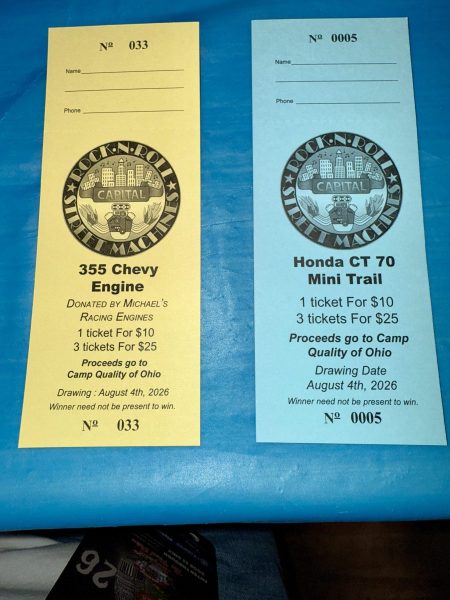 Nº 033
Name
Phone
ROCK·N·ROLL
CAPITAL
STREET MACHINES
355 Chevy
Engine
DONATED BY MICHAEL'S
RACING ENGINES
1 ticket For $10
3 tickets For $25
Proceeds go to
Camp Quality of Ohio
Drawing : August 4th, 2026
Winner need not be present to win.
Nº 033
Nº 0005
Name
Phone
ROCK·N·ROLL
CAPITAL
STREET MACHINES
Honda CT 70
Mini Trail
1 ticket For $10
3 tickets For $25
Proceeds go to Camp
Quality of Ohio
Drawing Date
August 4th, 2026
Winner need not be present to win.
Nº 0005
26